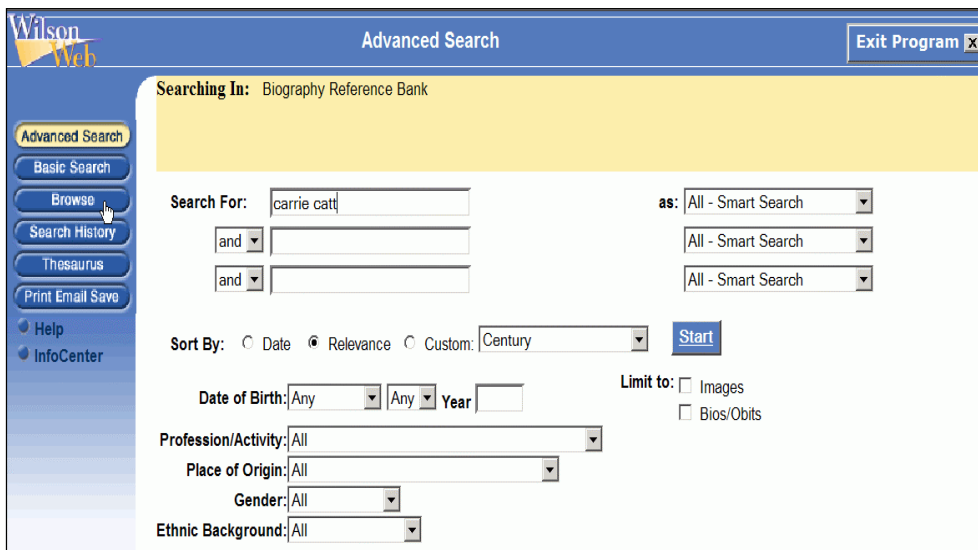 Wilson
Web
Advanced Search
Exit Program X
Searching In: Biography Reference Bank
Advanced Search
Basic Search
Browse
Search History
Thesaurus
Print Email Save
Help
InfoCenter
Search For: carrie catt as: All - Smart Search
and All - Smart Search
and All - Smart Search
Sort By: Date Relevance Custom: Century Start
Date of Birth: Any Any Year
Limit to: Images
Bios/Obits
Profession/Activity: All
Place of Origin: All
Gender: All
Ethnic Background: All